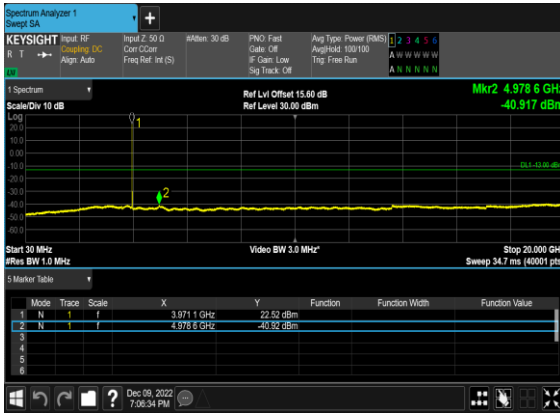 Spectrum Analyzer 1
Swept SA
+
KEYSIGHT Input: RF Input Z: 50 Ω #Atten: 30 dB PNO: Fast Avg Type: Power (RMS) 1 2 3 4 5 6
R T Coupling: DC Corr CCorr Gate: Off Avg|Hold: 100/100 A W W W W W
Align: Auto Freq Ref: Int (S) IF Gain: Low Trig: Free Run
Sig Track: Off A N N N N N
1 Spectrum Ref Lvl Offset 15.60 dB Mkr2 4.978 6 GHz
Scale/Div 10 dB Ref Level 30.00 dBm -40.917 dBm
Log
20.0
10.0
0.00
-10.0
DL1 -13.00 dBm
-20.0
-30.0
-40.0
-50.0
-60.0
1
2
Start 30 MHz Video BW 3.0 MHz* Stop 20.000 GHz
#Res BW 1.0 MHz Sweep 34.7 ms (40001 pts)
5 Marker Table
Mode Trace Scale X Y Function Function Width Function Value
1 N 1 f 3.971 1 GHz 22.52 dBm
2 N 1 f 4.978 6 GHz -40.92 dBm
3
4
5
6
? Dec 09, 2022
7:06:34 PM